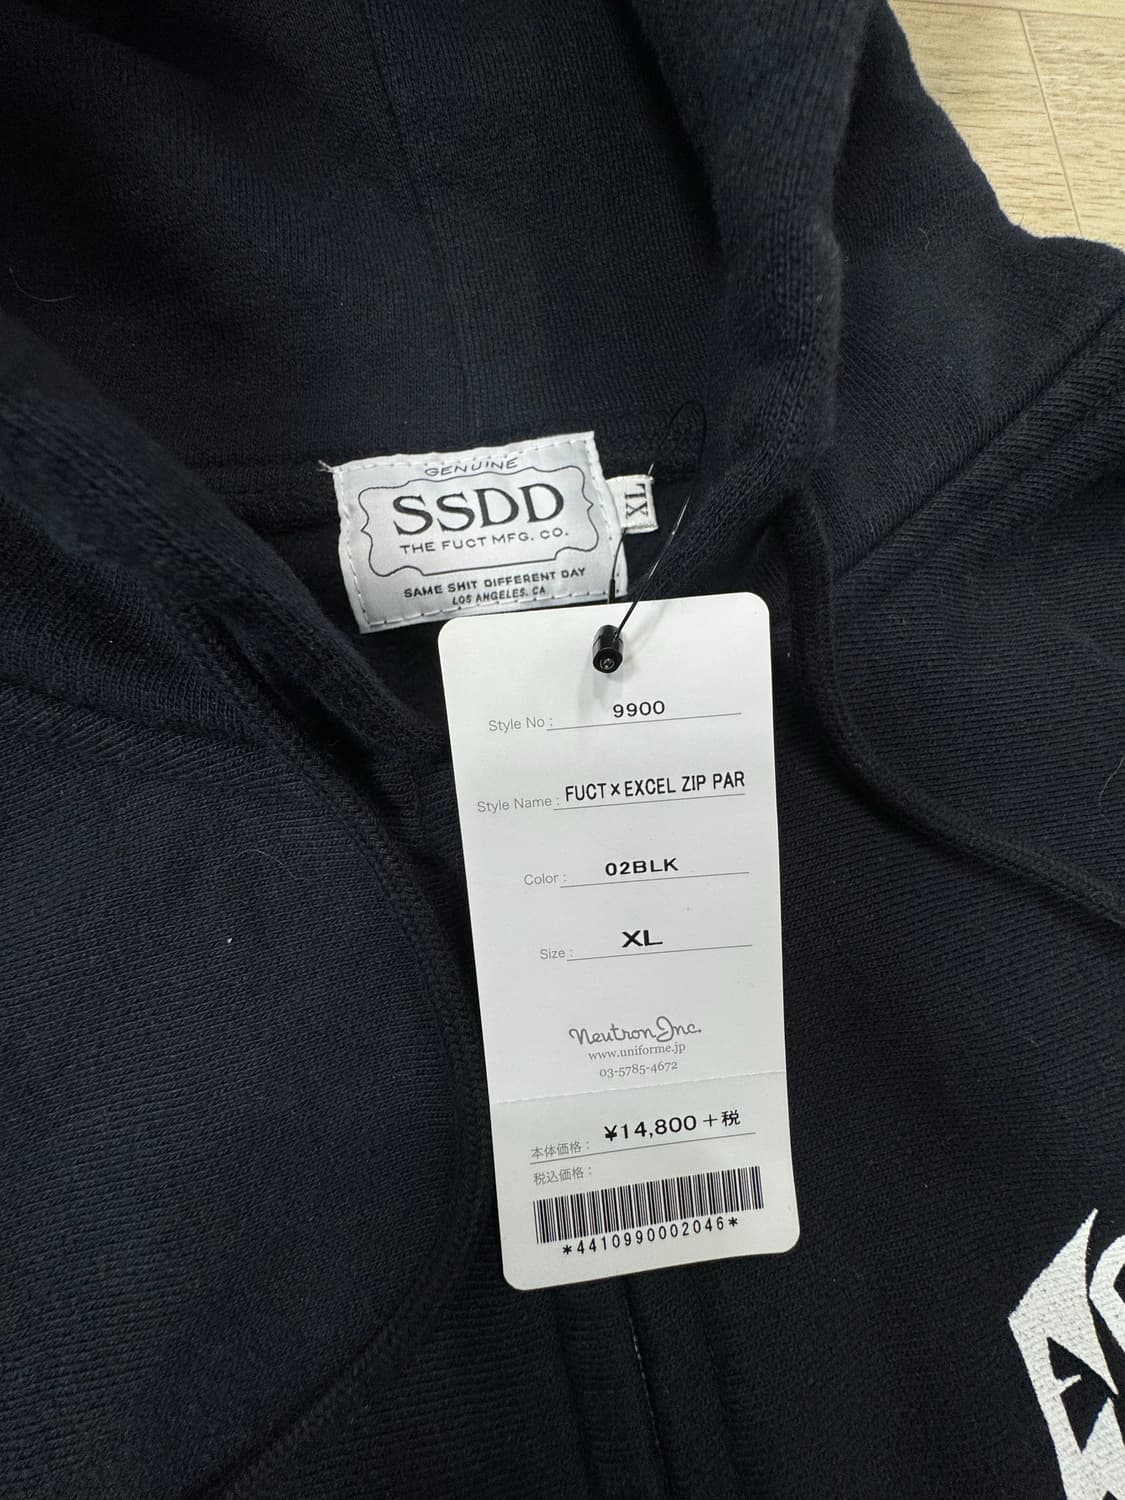 GENUINE
SSDD
THE FUCT MFG. CO.
SAME SHIT DIFFERENT DAY
LOS ANGELES, CA
XL
Style No : 9900
Style Name : FUCT×EXCEL ZIP PAR
Color : 02BLK
Size : XL
Neutron Inc.
www.uniforme.jp
03-5785-4672
本体価格 : ¥14,800+税
税込価格 :
*4410990002046*